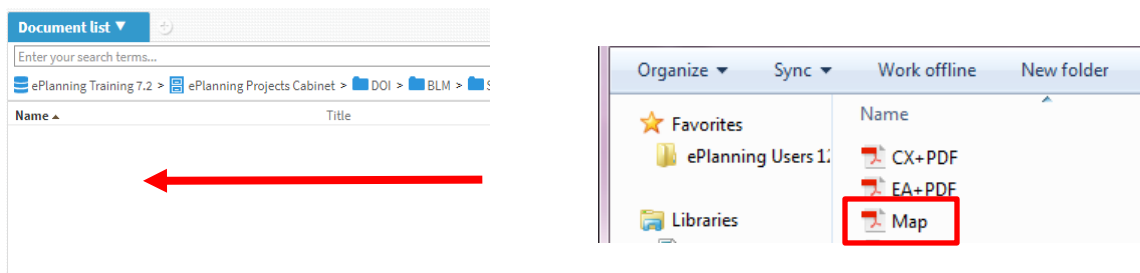 Document list ▼
Enter your search terms...
ePlanning Training 7.2 > ePlanning Projects Cabinet > DOI > BLM >
Name ▲ Title
Organize ▼ Sync ▼ Work offline New folder
Favorites
ePlanning Users
Libraries
Name
CX+PDF
EA+PDF
Map